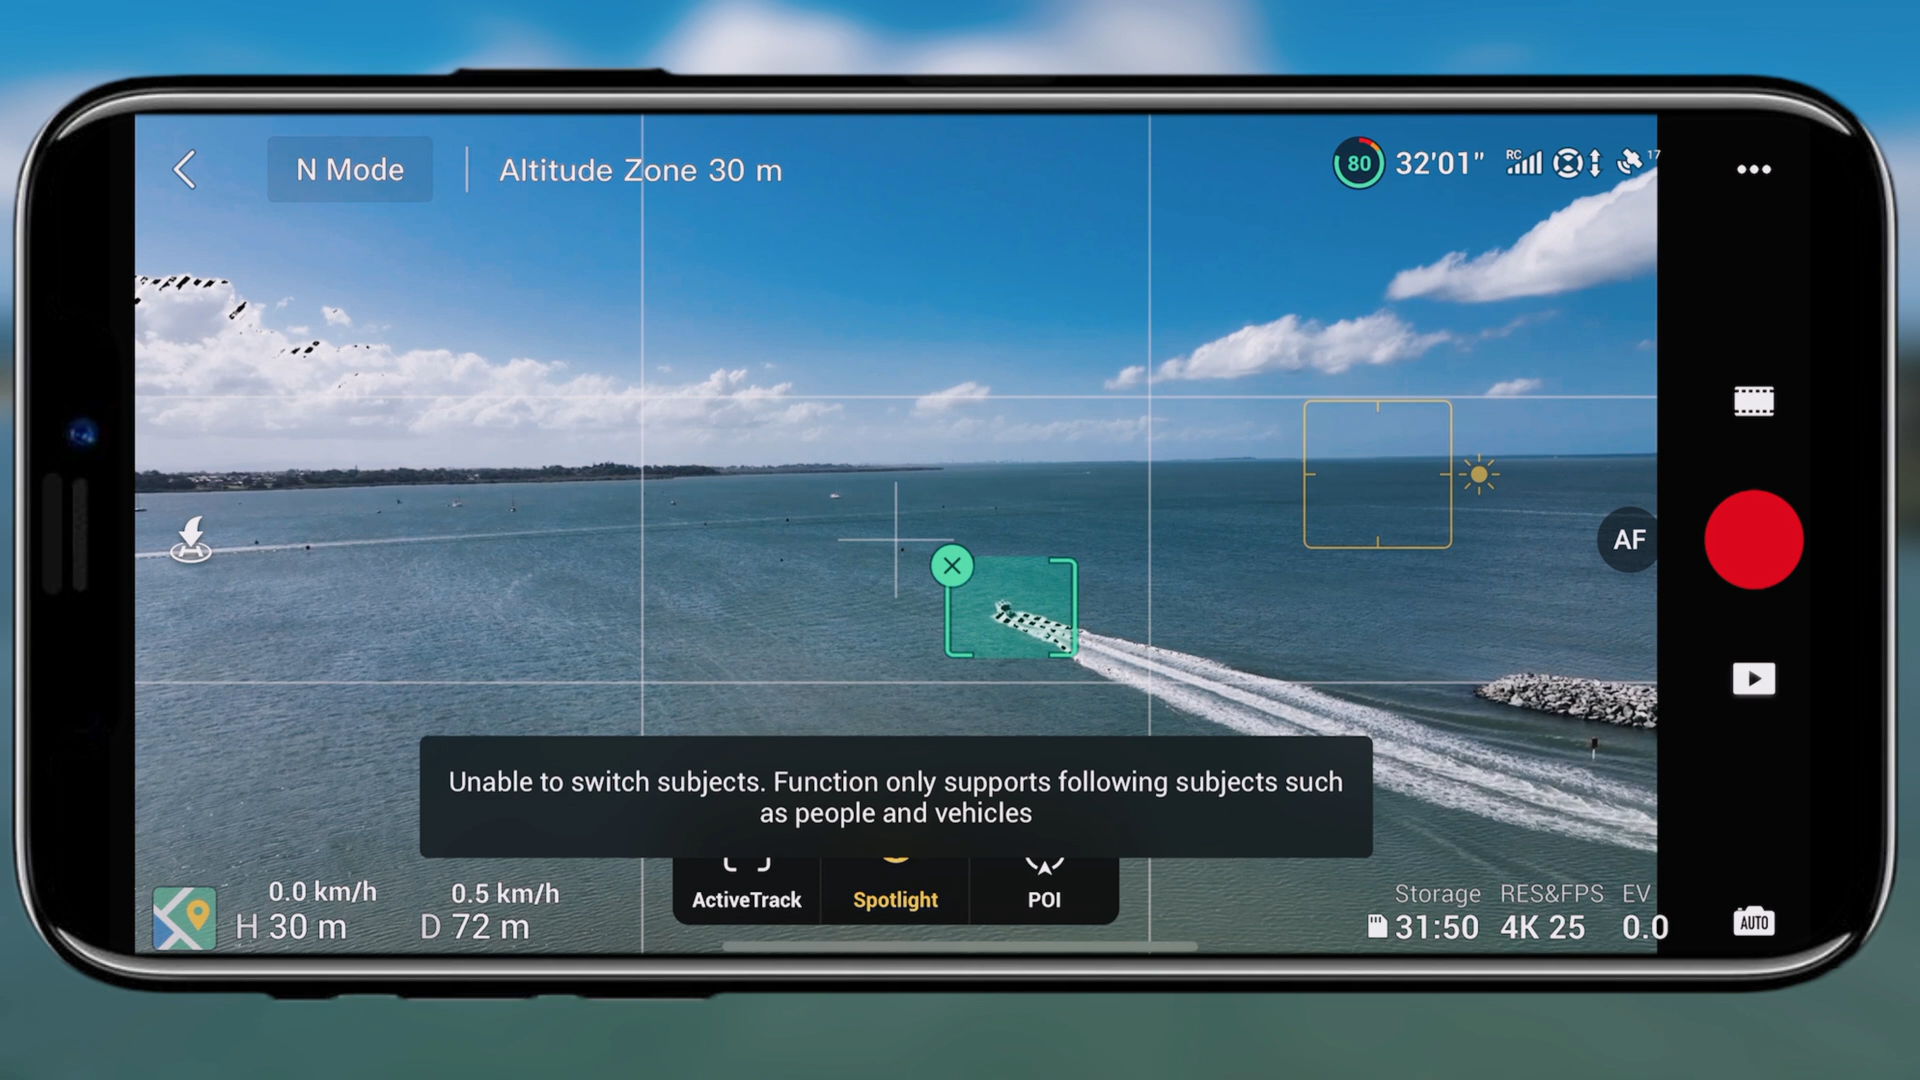 N Mode
Altitude Zone 30 m
80
32'01"
RC
17
AF
Unable to switch subjects. Function only supports following subjects such
as people and vehicles
ActiveTrack
Spotlight
POI
0.0 km/h
0.5 km/h
H 30 m
D 72 m
Storage RES&FPS EV
31:50 4K 25 0.0
AUTO